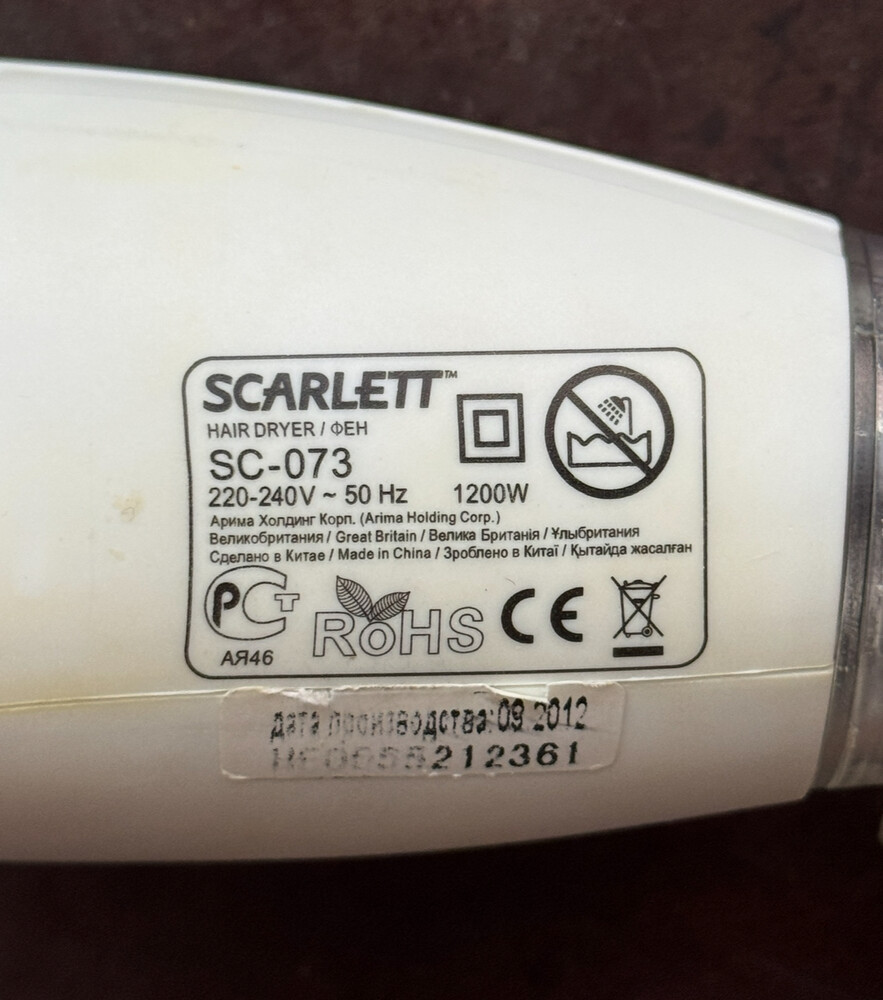 SCARLETT™
HAIR DRYER / ФЕН
SC-073
220-240V ~ 50 Hz 1200W
Арима Холдинг Корп. (Arima Holding Corp.)
Великобритания / Great Britain / Велика Британія / Ұлыбритания
Сделано в Китае / Made in China / Зроблено в Китаї / Қытайда жасалған
РСТ RoHS CE
АЯ46
дата производства:09.2012
212361